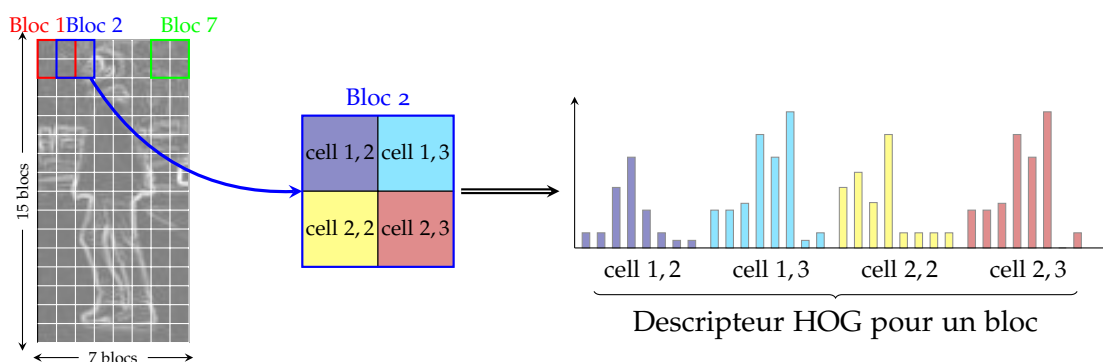 Bloc 1 Bloc 2 Bloc 7
15 blocs
7 blocs
Bloc 2
cell 1, 2 cell 1, 3
cell 2, 2 cell 2, 3
cell 1, 2 cell 1, 3 cell 2, 2 cell 2, 3
Descripteur HOG pour un bloc